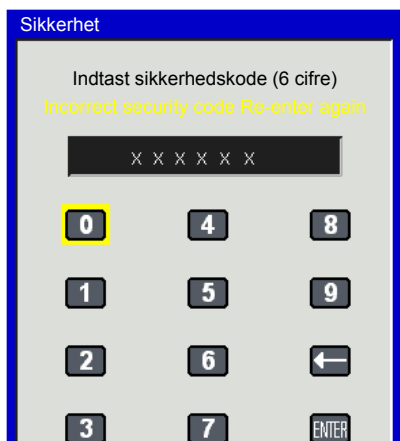 Sikkerhet
Indtast sikkerhedskode (6 cifre)
Incorrect security code Re-enter again
X X X X X X
0 4 8
1 5 9
2 6
3 7 ENTER